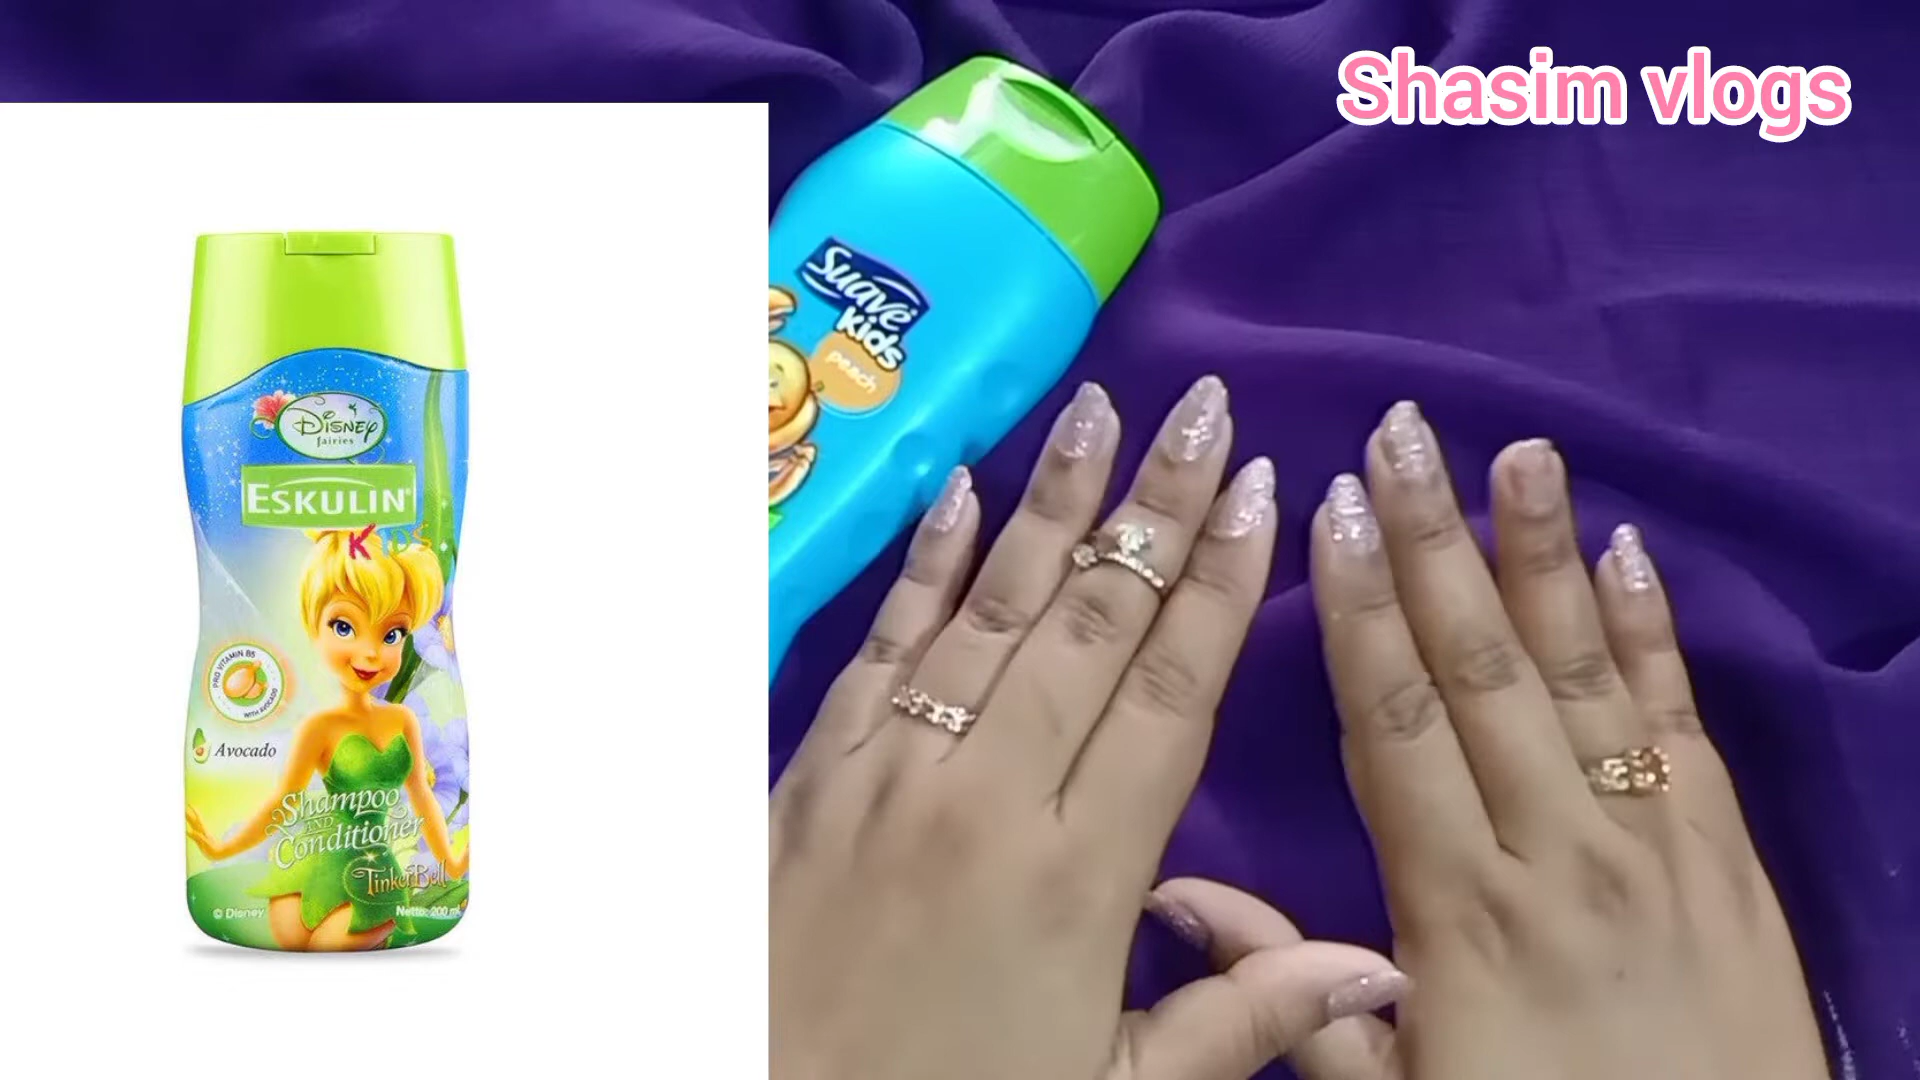 Shasim vlogs
Suave
Kids
peach
DISNEY
fairies
ESKULIN
KIDS
PRO VITAMIN B5
WITH AVOCADO
Avocado
Shampoo
AND
Conditioner
TinkerBell
© Disney
Netto: 200 ml